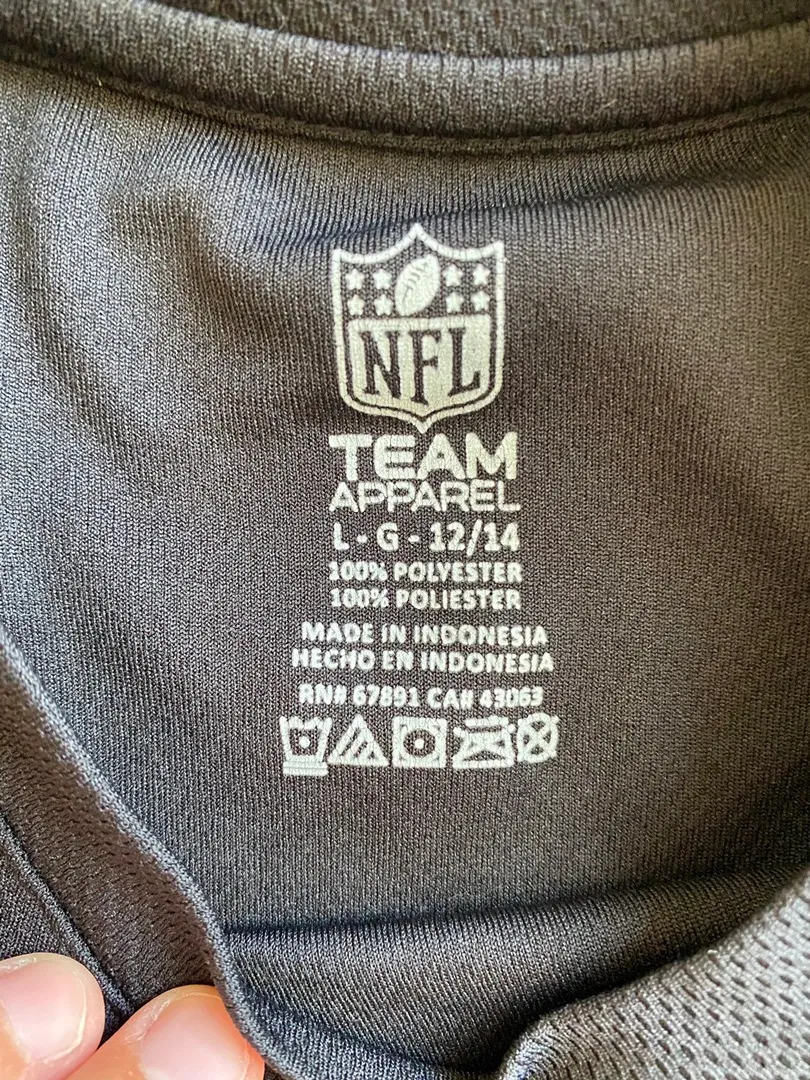 NFL
TEAM
APPAREL
L - G - 12/14
100% POLYESTER
100% POLIESTER
MADE IN INDONESIA
HECHO EN INDONESIA
RN# 67891 CA# 43063